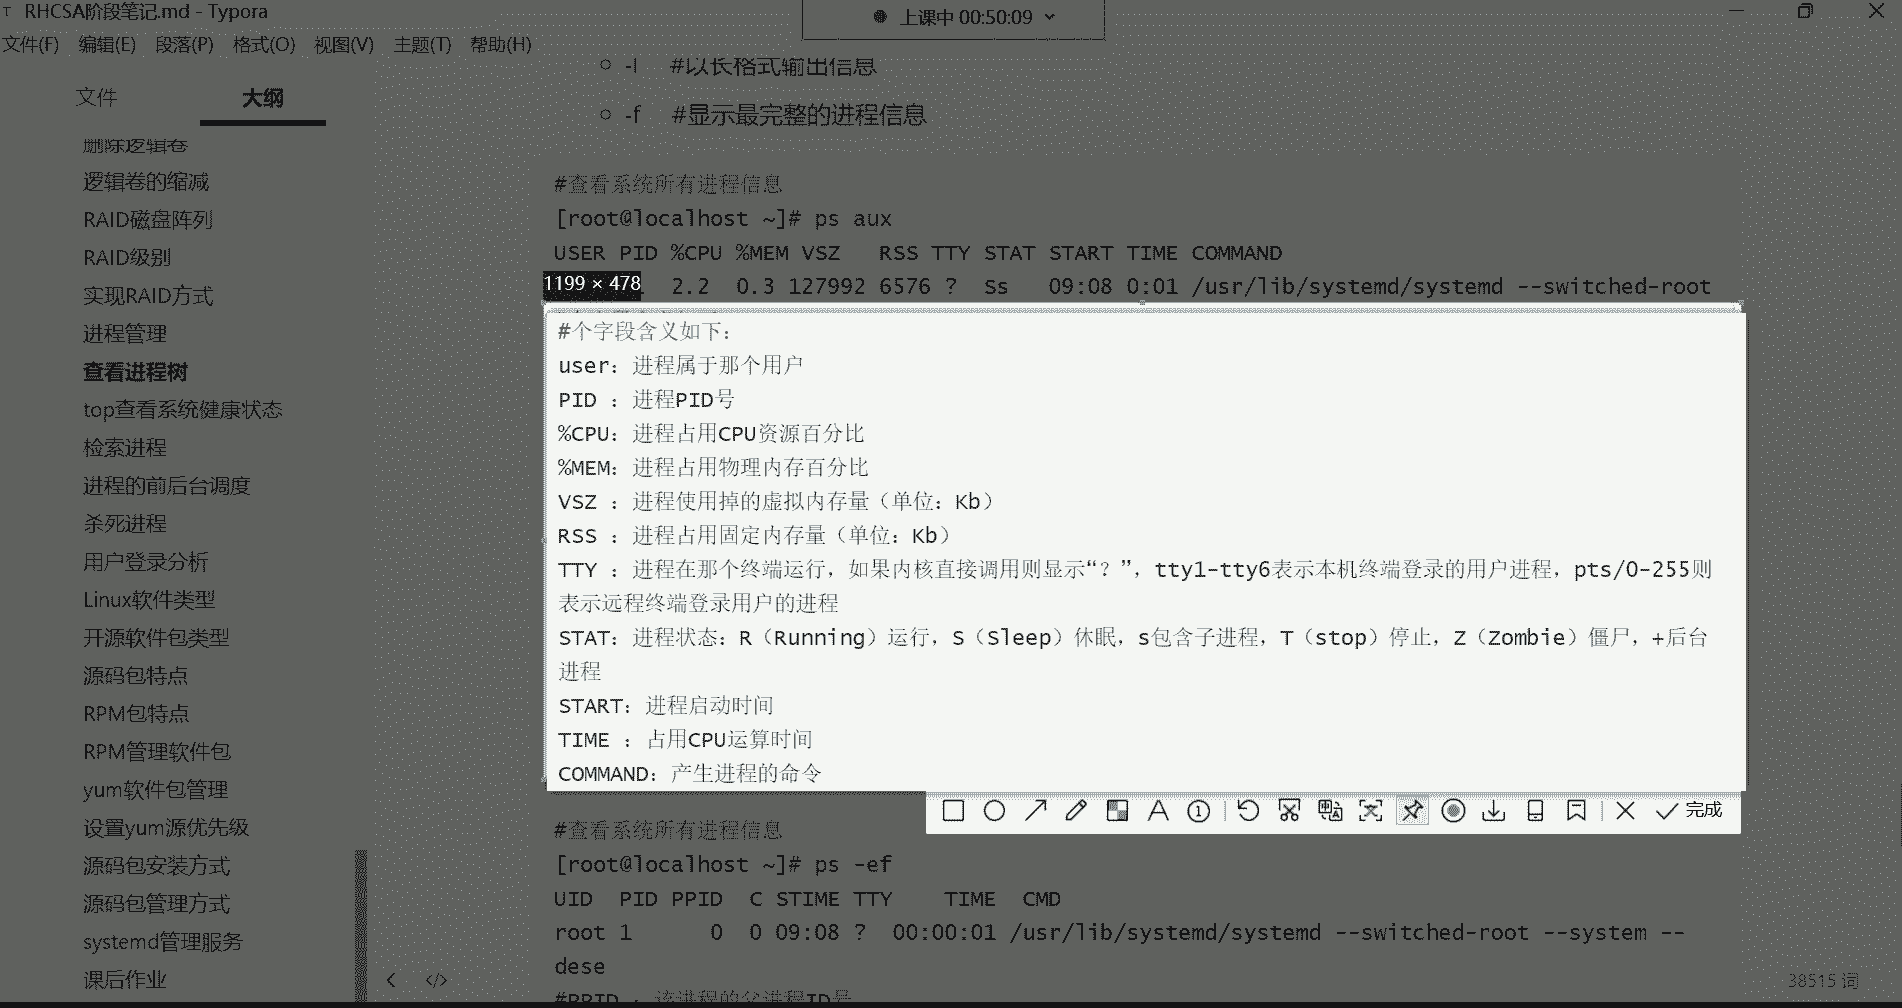 RHCSA阶段笔记.md - Typora
上课中 00:50:09
文件(F) 编辑(E) 段落(P) 格式(O) 视图(V) 主题(T) 帮助(H)
文件 大纲
删除逻辑卷
逻辑卷的缩减
RAID磁盘阵列
RAID级别
实现RAID方式
进程管理
查看进程树
top查看系统健康状态
检索进程
进程的前后台调度
杀死进程
用户登录分析
Linux软件类型
开源软件包类型
源码包特点
RPM包特点
RPM管理软件包
yum软件包管理
设置yum源优先级
源码包安装方式
源码包管理方式
systemd管理服务
课后作业
-l #以长格式输出信息
-f #显示最完整的进程信息
#查看系统所有进程信息
[root@localhost ~]# ps aux
USER PID %CPU %MEM VSZ RSS TTY STAT START TIME COMMAND
1199 × 478
2.2 0.3 127992 6576 ? Ss 09:08 0:01 /usr/lib/systemd/systemd --switched-root
#个字段含义如下：
user：进程属于那个用户
PID ：进程PID号
%CPU：进程占用CPU资源百分比
%MEM：进程占用物理内存百分比
VSZ ：进程使用掉的虚拟内存量（单位：Kb）
RSS ：进程占用固定内存量（单位：Kb）
TTY ：进程在那个终端运行，如果内核直接调用则显示“？”，tty1-tty6表示本机终端登录的用户进程，pts/0-255则
表示远程终端登录用户的进程
STAT：进程状态：R（Running）运行，S（Sleep）休眠，s包含子进程，T（stop）停止，Z（Zombie）僵尸，+后台
进程
START：进程启动时间
TIME ：占用CPU运算时间
COMMAND：产生进程的命令
完成
#查看系统所有进程信息
[root@localhost ~]# ps -ef
UID PID PPID C STIME TTY TIME CMD
root 1 0 0 09:08 ? 00:00:01 /usr/lib/systemd/systemd --switched-root --system --
dese
#PPID ：该进程的父进程ID号
38515 词